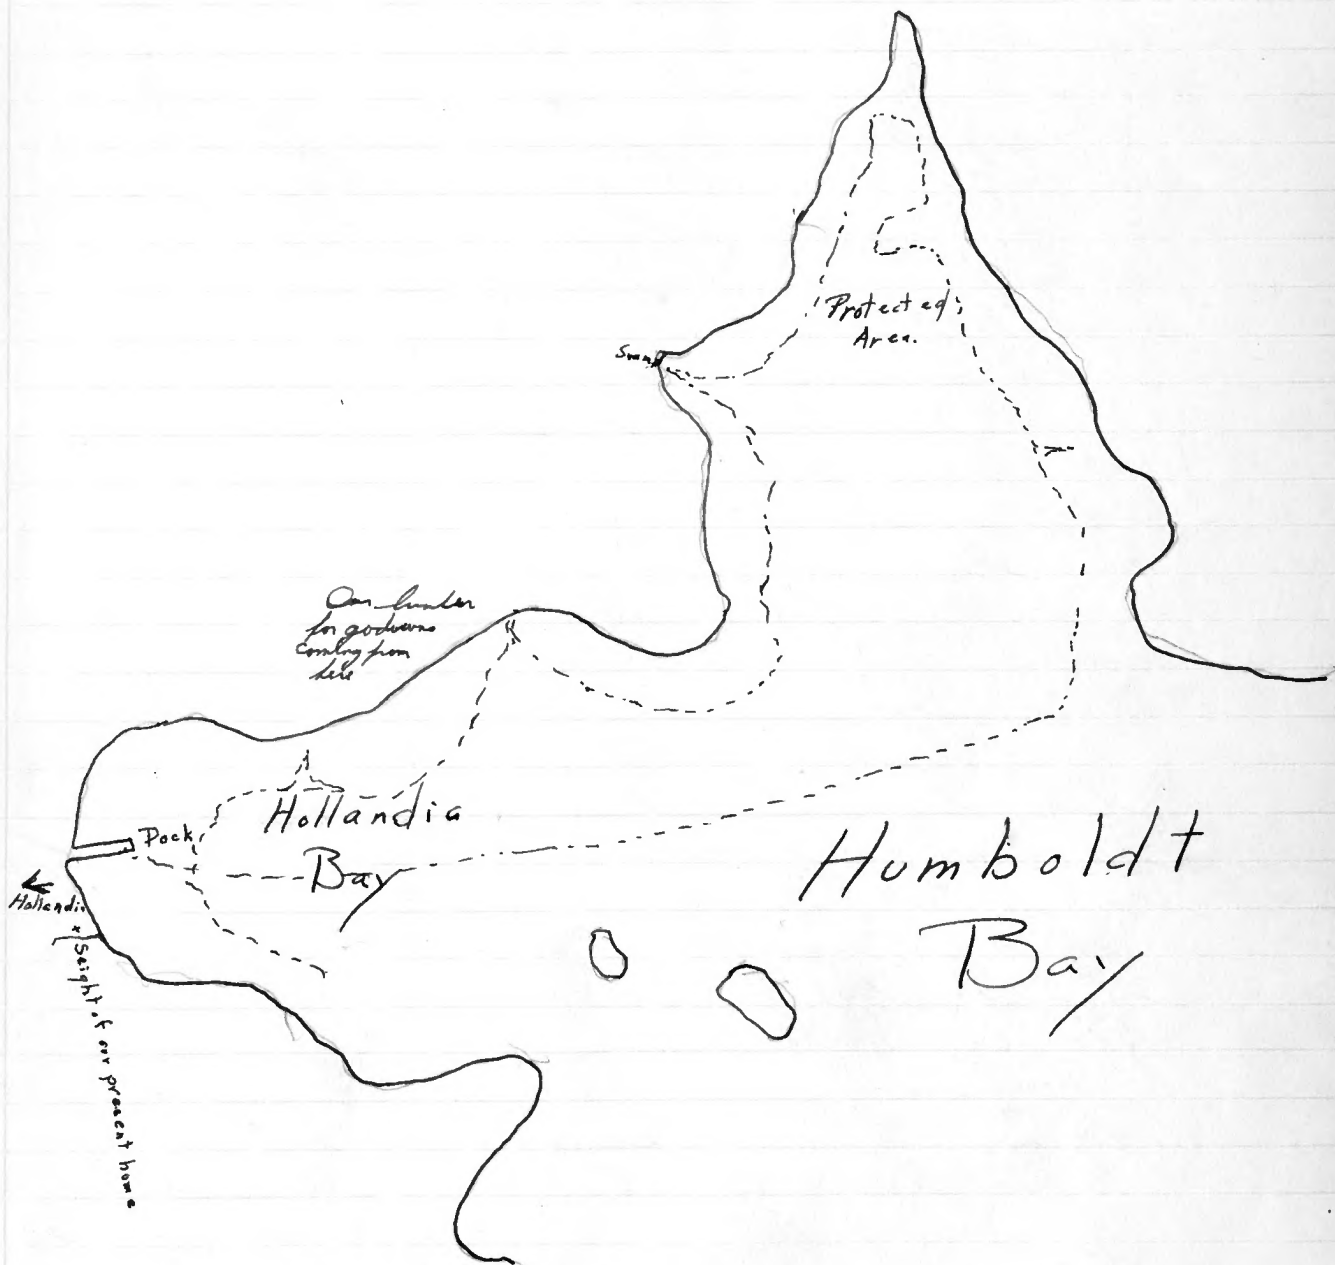 Protected
Area.
Swamp
Our lumber
for godowns
coming from
here
Hollandia
Bay
Dock
Humboldt
Bay
Hollandia
x Seight of our present home